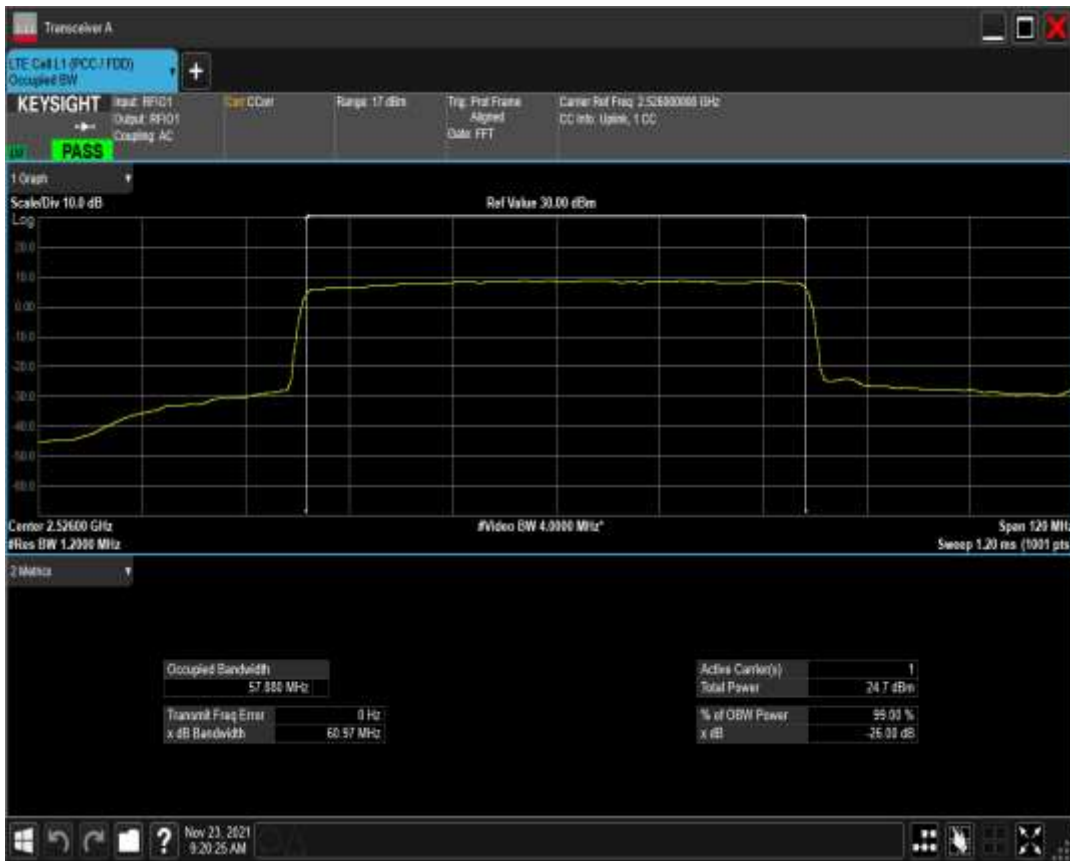 Transceiver A
LTE Cell L1 (PCC / FDD)
Occupied BW
+
KEYSIGHT
PASS
Input: RFIO1
Output: RFIO1
Coupling: AC
Corr CCorr
Range: 17 dBm
Trig: Prd Frame
Aligned
Gate: FFT
Carrier Ref Freq: 2.526000000 GHz
CC Info: Uplink, 1 CC
1 Graph
Scale/Div 10.0 dB
Ref Value 30.00 dBm
Log
20.0
10.0
0.00
-10.0
-20.0
-30.0
-40.0
-50.0
-60.0
Center 2.52600 GHz
#Video BW 4.0000 MHz*
Span 120 MHz
#Res BW 1.2000 MHz
Sweep 1.20 ms (1001 pts
2 Metrics
Occupied Bandwidth
57.880 MHz
Transmit Freq Error 0 Hz
x dB Bandwidth 60.97 MHz
Active Carrier(s) 1
Total Power 24.7 dBm
% of OBW Power 99.00 %
x dB -26.00 dB
?
Nov 23, 2021
9:20:25 AM